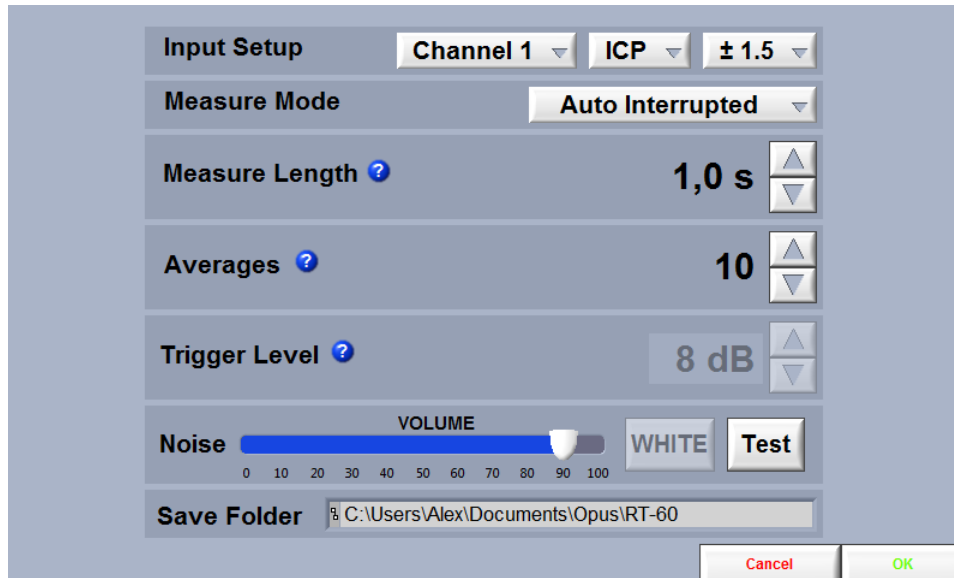 Input Setup Channel 1 ICP ± 1.5
Measure Mode Auto Interrupted
Measure Length ? 1,0 s
Averages ? 10
Trigger Level ? 8 dB
VOLUME
Noise WHITE Test
0 10 20 30 40 50 60 70 80 90 100
Save Folder C:\Users\Alex\Documents\Opus\RT-60
Cancel OK